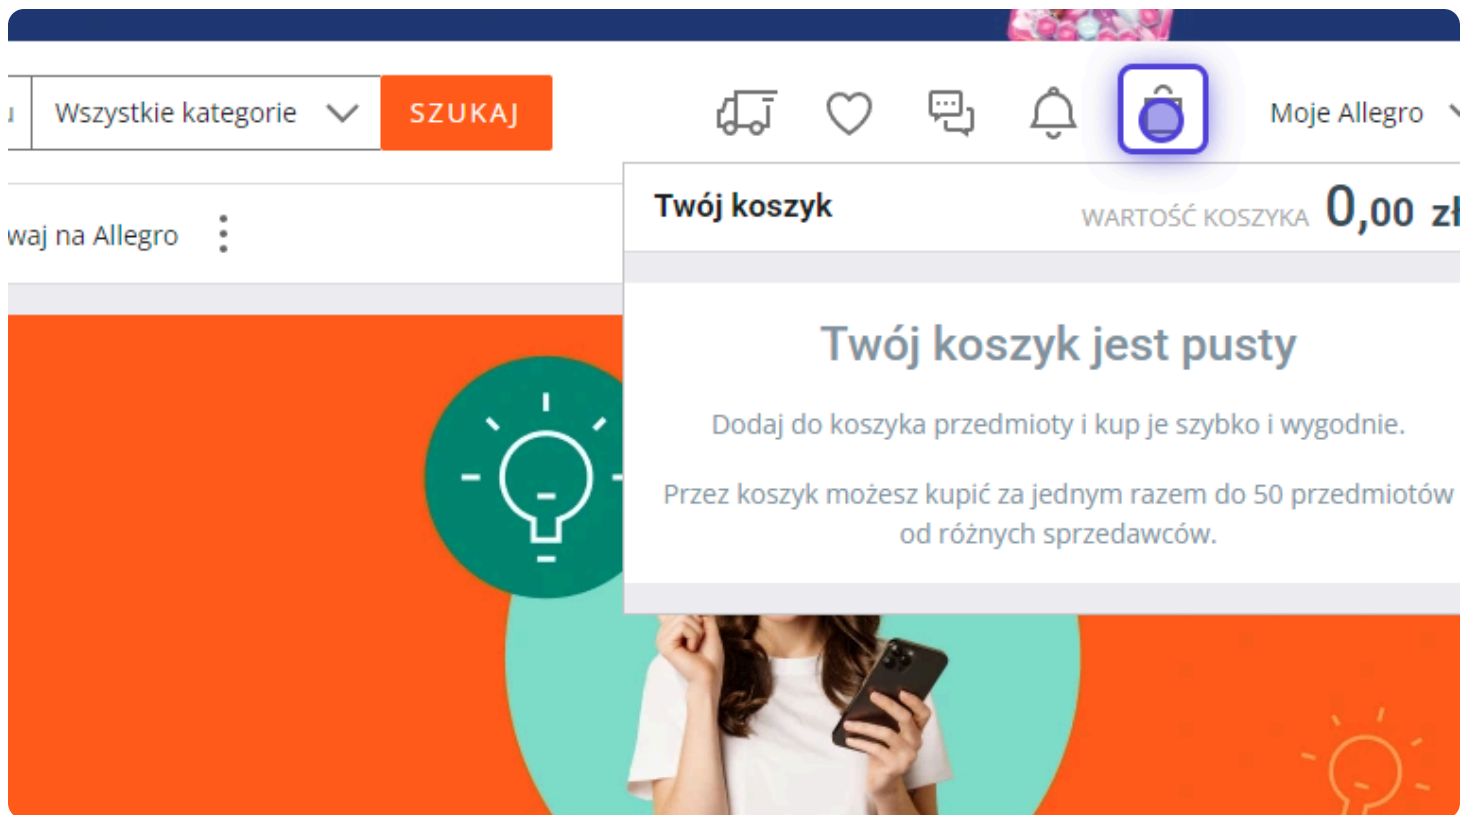 Wszystkie kategorie
SZUKAJ
Moje Allegro
Twój koszyk
WARTOŚĆ KOSZYKA 0,00 zł
waj na Allegro
Twój koszyk jest pusty
Dodaj do koszyka przedmioty i kup je szybko i wygodnie.
Przez koszyk możesz kupić za jednym razem do 50 przedmiotów
od różnych sprzedawców.